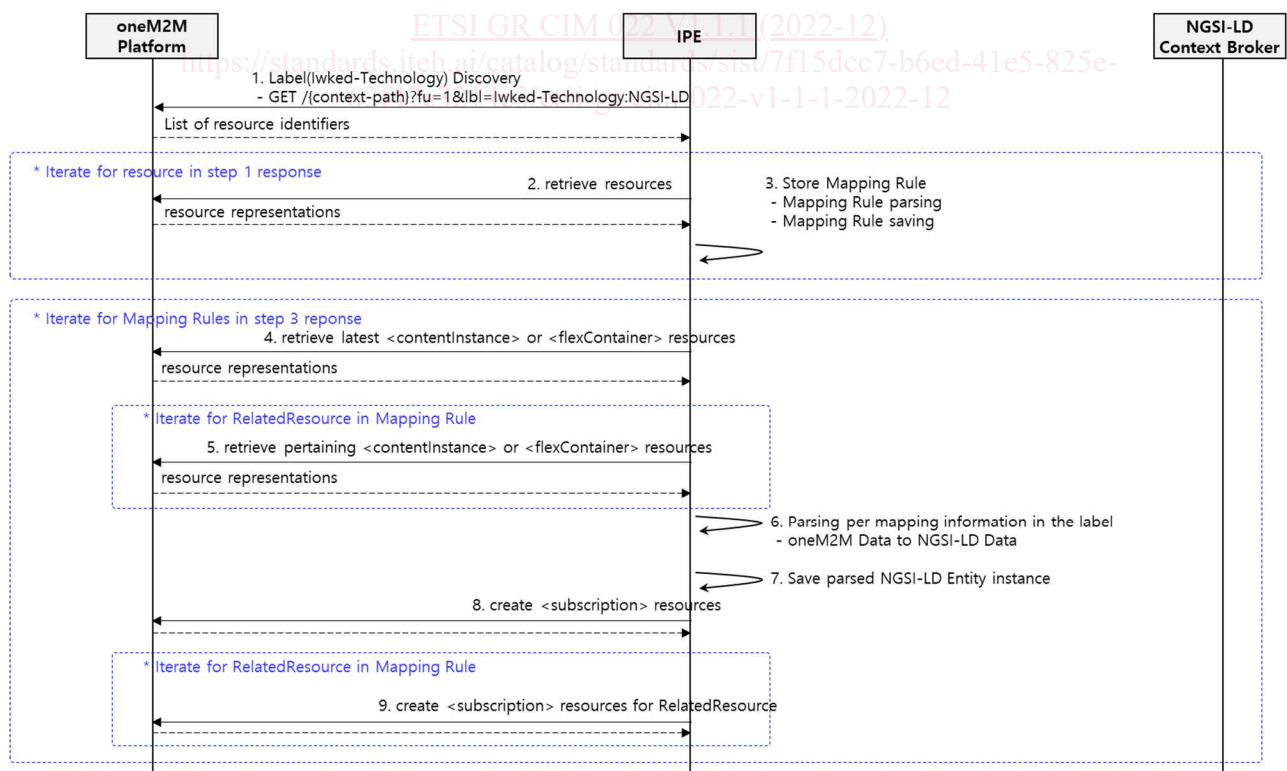 ETSI GR CIM 022 V1.1.1 (2022-12)
oneM2M
Platform
IPE
NGSI-LD
Context Broker
https://standards.iteh.ai/catalog/standards/sist/7f15dcc7-b6ed-41e5-825e-
1. Label(Iwked-Technology) Discovery
- GET /{context-path}?fu=1&lbl=Iwked-Technology:NGSI-LD
022-v1-1-1-2022-12
List of resource identifiers
* Iterate for resource in step 1 response
2. retrieve resources
3. Store Mapping Rule
- Mapping Rule parsing
- Mapping Rule saving
resource representations
* Iterate for Mapping Rules in step 3 reponse
4. retrieve latest <contentInstance> or <flexContainer> resources
resource representations
* Iterate for RelatedResource in Mapping Rule
5. retrieve pertaining <contentInstance> or <flexContainer> resources
resource representations
6. Parsing per mapping information in the label
- oneM2M Data to NGSI-LD Data
7. Save parsed NGSI-LD Entity instance
8. create <subscription> resources
* Iterate for RelatedResource in Mapping Rule
9. create <subscription> resources for RelatedResource